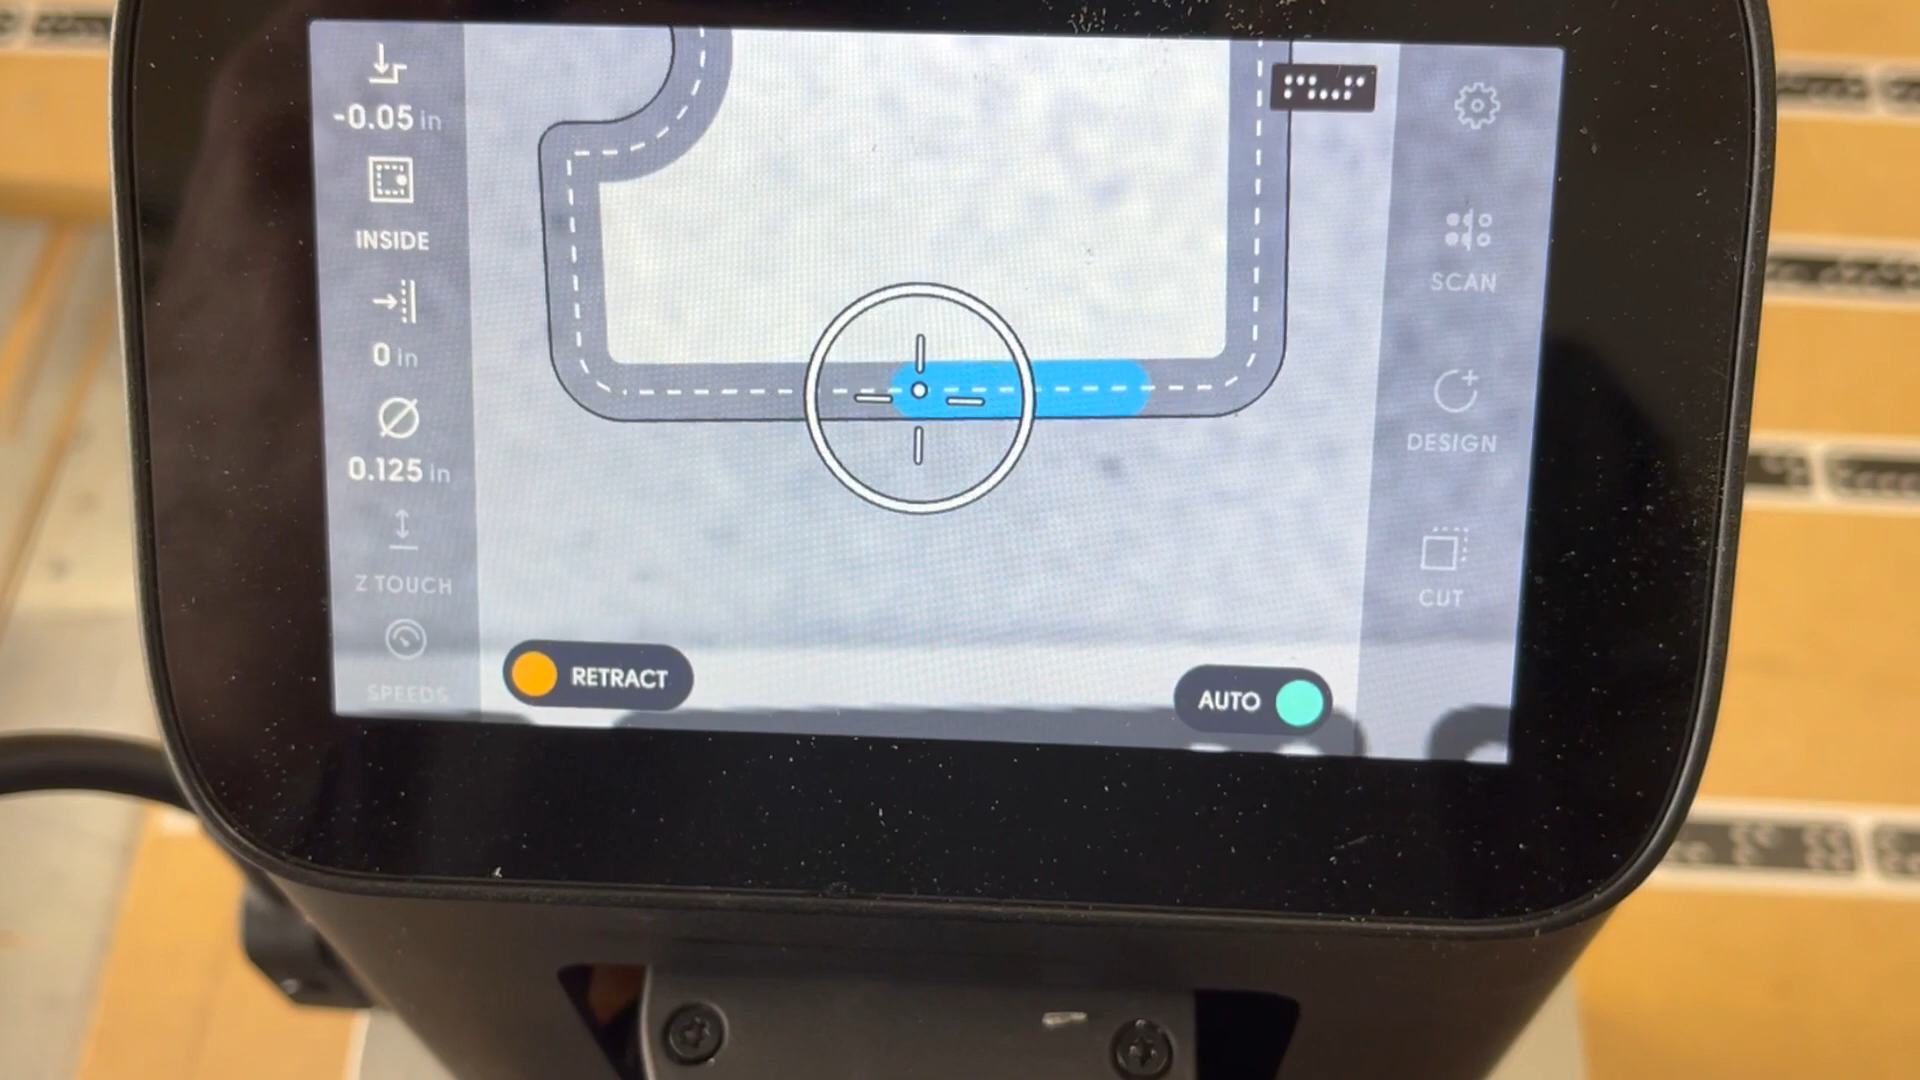 -0.05 in
INSIDE
0 in
0.125 in
Z TOUCH
SPEEDS
RETRACT
AUTO
SCAN
DESIGN
CUT